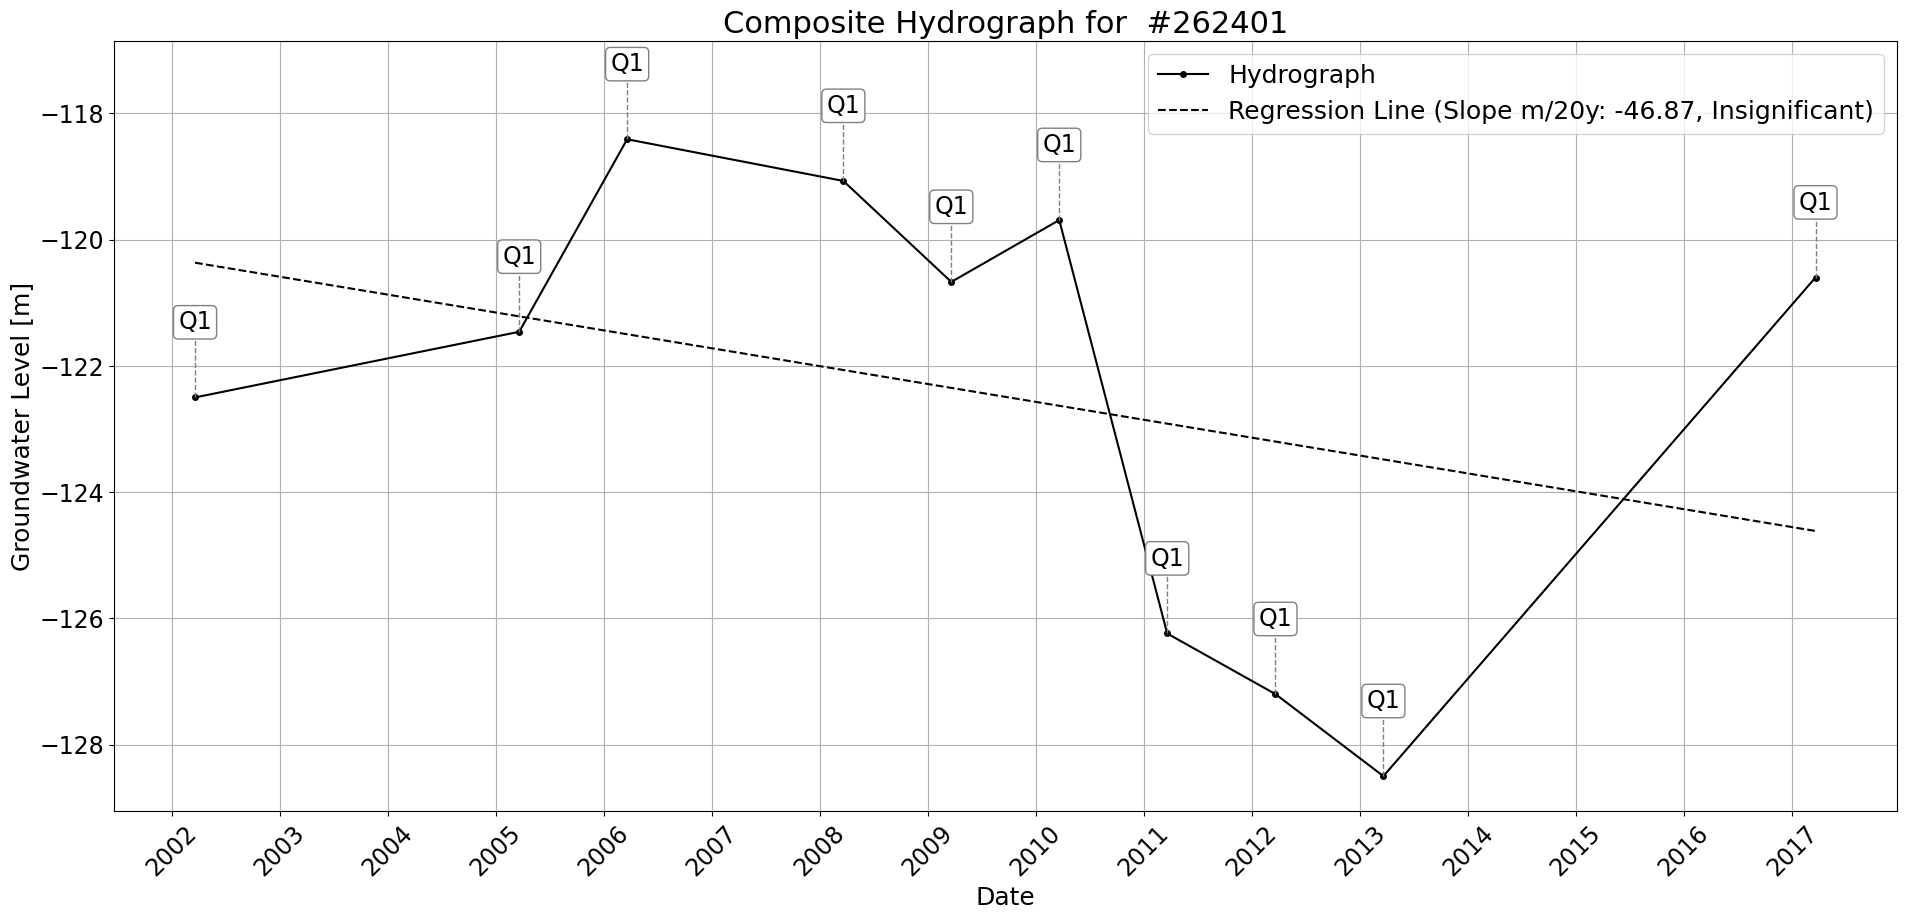 Composite Hydrograph for  #262401
Hydrograph
Regression Line (Slope m/20y: -46.87, Insignificant)
Q1
Q1
Q1
Q1
Q1
Q1
Q1
Q1
Q1
Q1
Groundwater Level [m]
−118
−120
−122
−124
−126
−128
2002
2003
2004
2005
2006
2007
2008
2009
2010
2011
2012
2013
2014
2015
2016
2017
Date